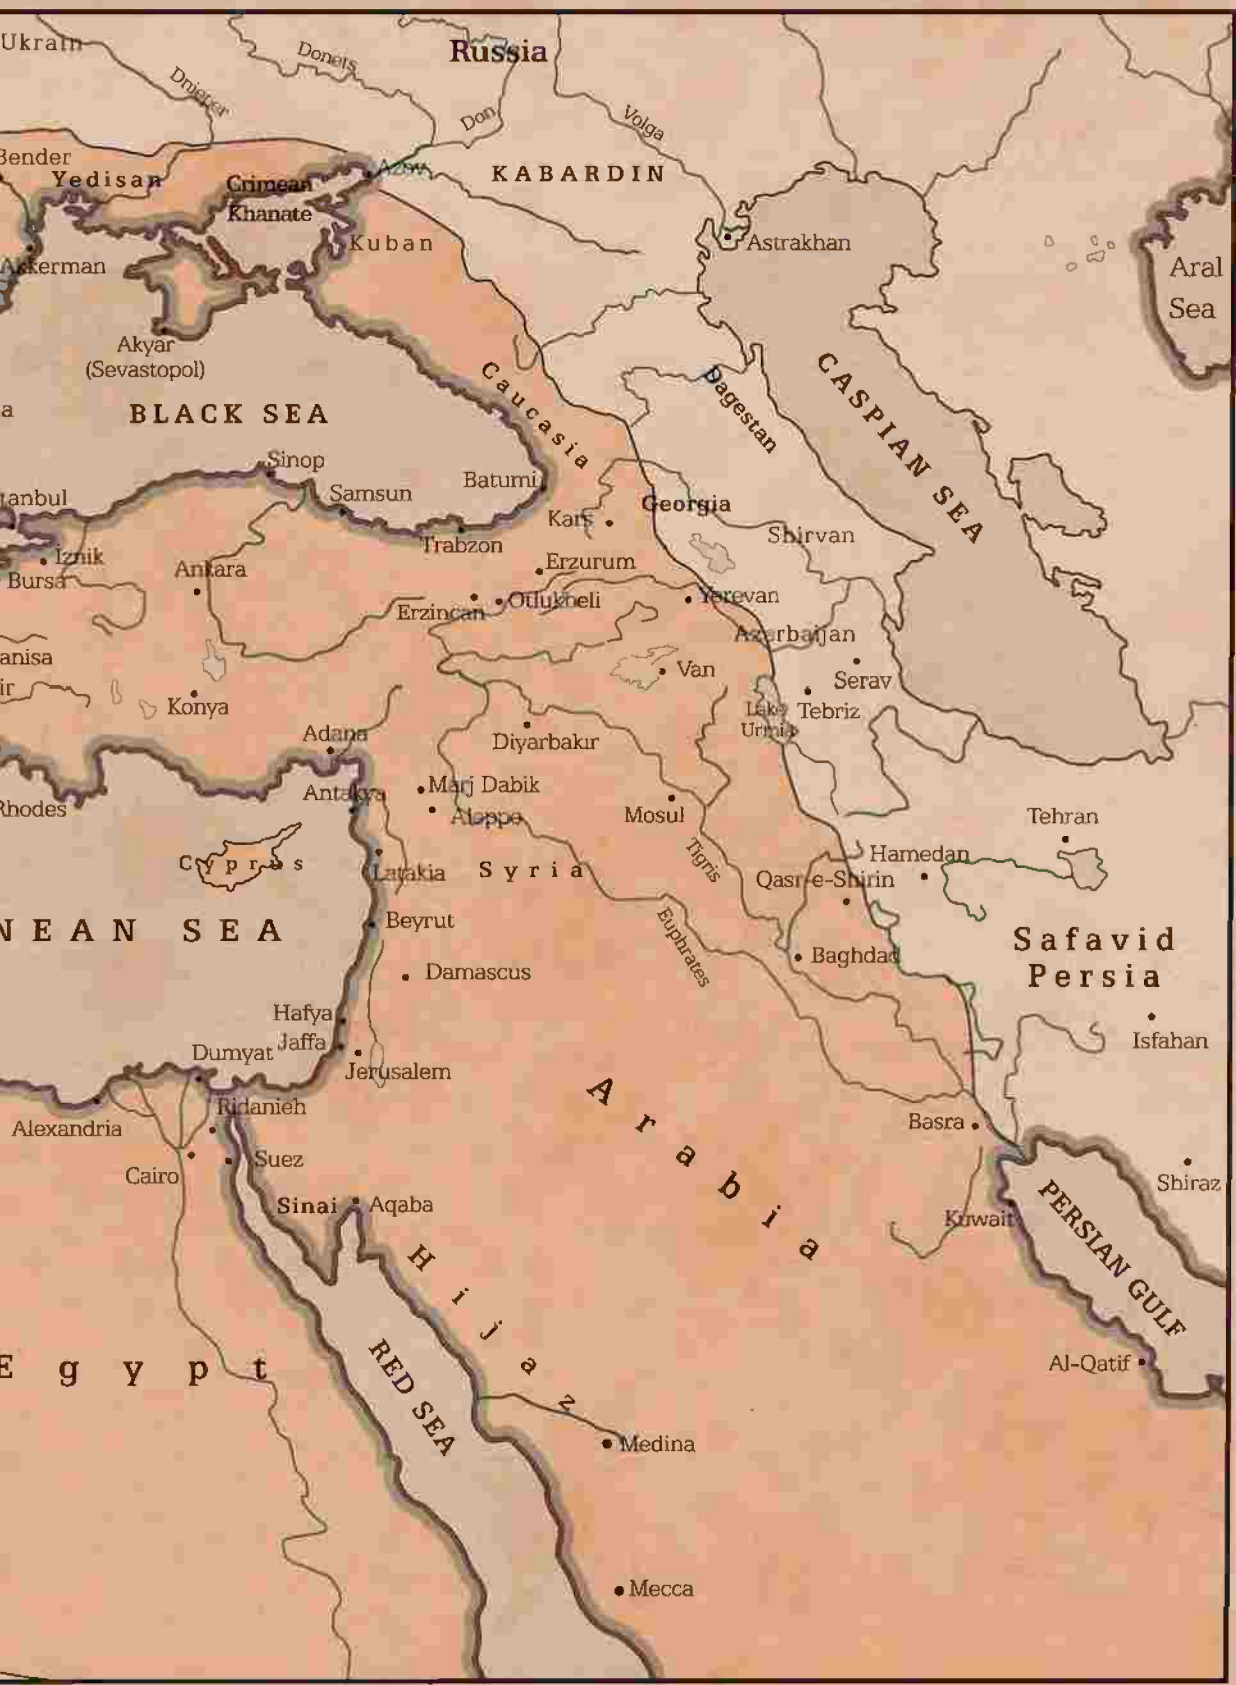 Ukrain
Donets
Russia
Dnieper
Don
Volga
Bender
Yedisan
Crimean
Khanate
Azov
KABARDIN
Kuban
Astrakhan
Akkerman
Aral
Sea
Akyar
(Sevastopol)
Caucasia
Dagestan
CASPIAN SEA
a
BLACK SEA
Sinop
Samsun
Batumi
tanbul
Kars
Georgia
Shirvan
Trabzon
Iznik
Bursa
Ankara
Erzurum
Erzincan
Otlukbeli
Yerevan
Azerbaijan
anisa
ir
Van
Serav
Konya
Lake
Urmia
Tebriz
Adana
Diyarbakır
Antakya
Marj Dabik
Rhodes
Aleppo
Mosul
Tehran
Cyprus
Latakia
Syria
Tigris
Hamedan
Qasr-e-Shirin
NEAN SEA
Beyrut
Euphrates
Safavid
Persia
Baghdad
Damascus
Hafya
Jaffa
Isfahan
Dumyat
Jerusalem
Arabia
Ridanieh
Alexandria
Basra
Cairo
Suez
Shiraz
Sinai
Aqaba
Kuwait
PERSIAN GULF
Hijaz
Egypt
RED SEA
Al-Qatif
Medina
Mecca